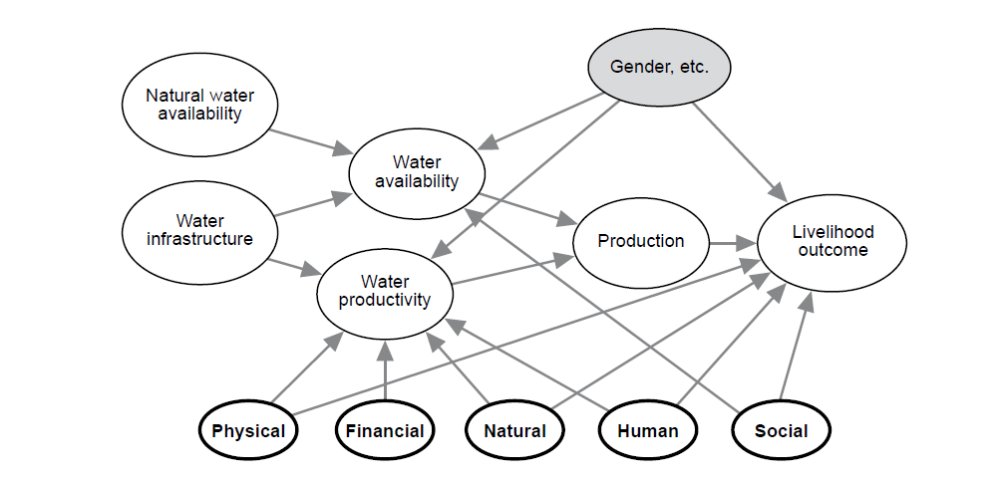 Gender, etc.
Natural water
availability
Water
availability
Water
infrastructure
Production
Livelihood
outcome
Water
productivity
Physical
Financial
Natural
Human
Social